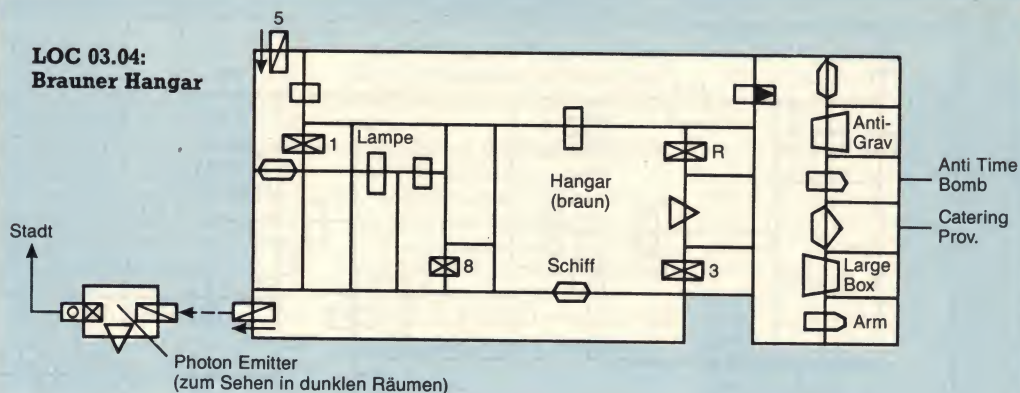 5
LOC 03.04:
Brauner Hangar
Lampe
1
R
Anti-
Grav
Anti Time
Bomb
Hangar
(braun)
Catering
Prov.
Stadt
8
Schiff
3
Large
Box
Arm
Photon Emitter
(zum Sehen in dunklen Räumen)